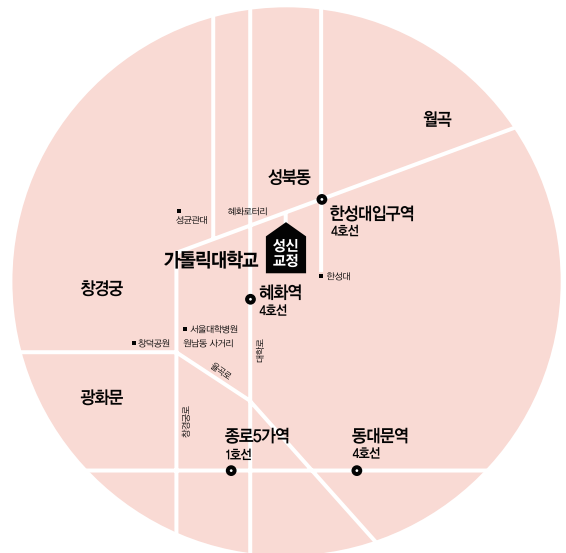 월곡
성북동
한성대입구역
4호선
성균관대
혜화로터리
성신
교정
가톨릭대학교
한성대
창경궁
혜화역
4호선
서울대학병원
창덕공원
원남동 사거리
대학로
율곡로
광화문
창경궁로
종로5가역
1호선
동대문역
4호선